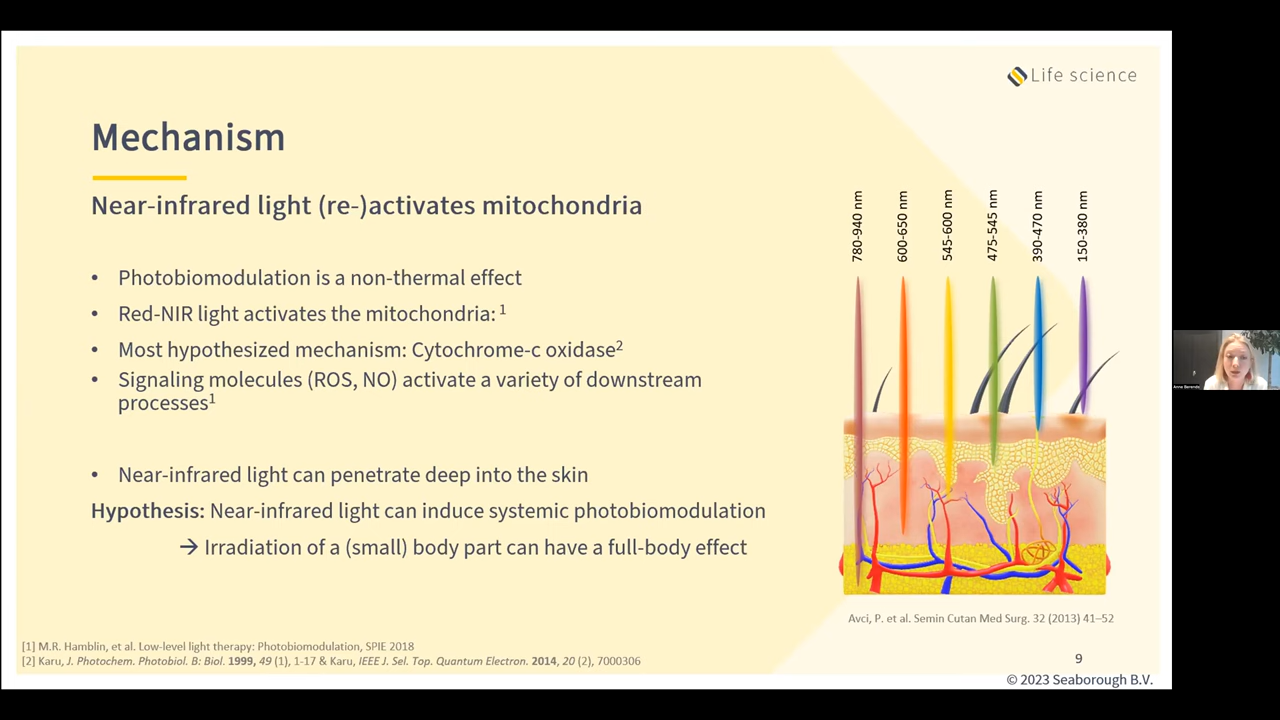 Life science
Mechanism
Near-infrared light (re-)activates mitochondria
• Photobiomodulation is a non-thermal effect
• Red-NIR light activates the mitochondria: 1
• Most hypothesized mechanism: Cytochrome-c oxidase2
• Signaling molecules (ROS, NO) activate a variety of downstream
processes1
• Near-infrared light can penetrate deep into the skin
Hypothesis: Near-infrared light can induce systemic photobiomodulation
→ Irradiation of a (small) body part can have a full-body effect
780-940 nm
600-650 nm
545-600 nm
475-545 nm
390-470 nm
150-380 nm
Avci, P. et al. Semin Cutan Med Surg. 32 (2013) 41–52
[1] M.R. Hamblin, et al. Low-level light therapy: Photobiomodulation, SPIE 2018
[2] Karu, J. Photochem. Photobiol. B: Biol. 1999, 49 (1), 1-17 & Karu, IEEE J. Sel. Top. Quantum Electron. 2014, 20 (2), 7000306
9
© 2023 Seaborough B.V.
Anne Berends